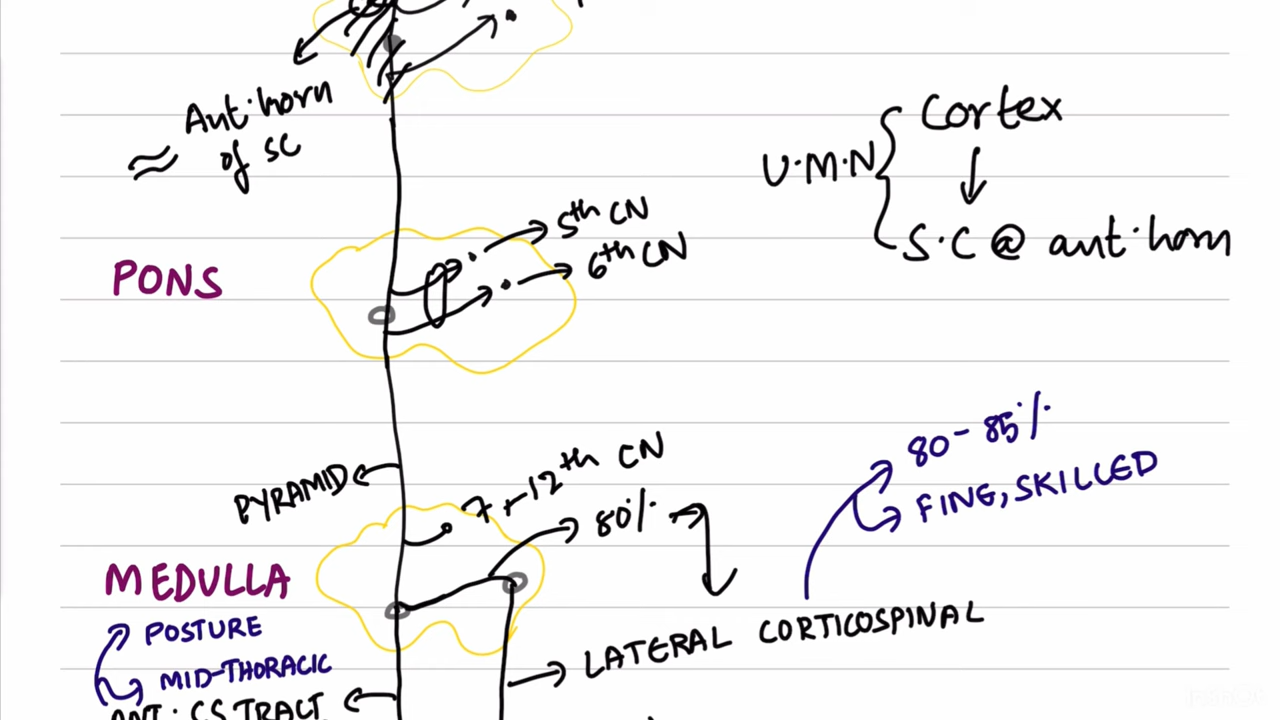 Ant. horn
≈ of SC
U.M.N
Cortex
↓
S.C @ ant. horn
5th CN
6th CN
PONS
PYRAMID
7 → 12th CN
80%
80 - 85%
FINE, SKILLED
MEDULLA
POSTURE
MID-THORACIC
LATERAL CORTICOSPINAL
ANT. CS TRACT